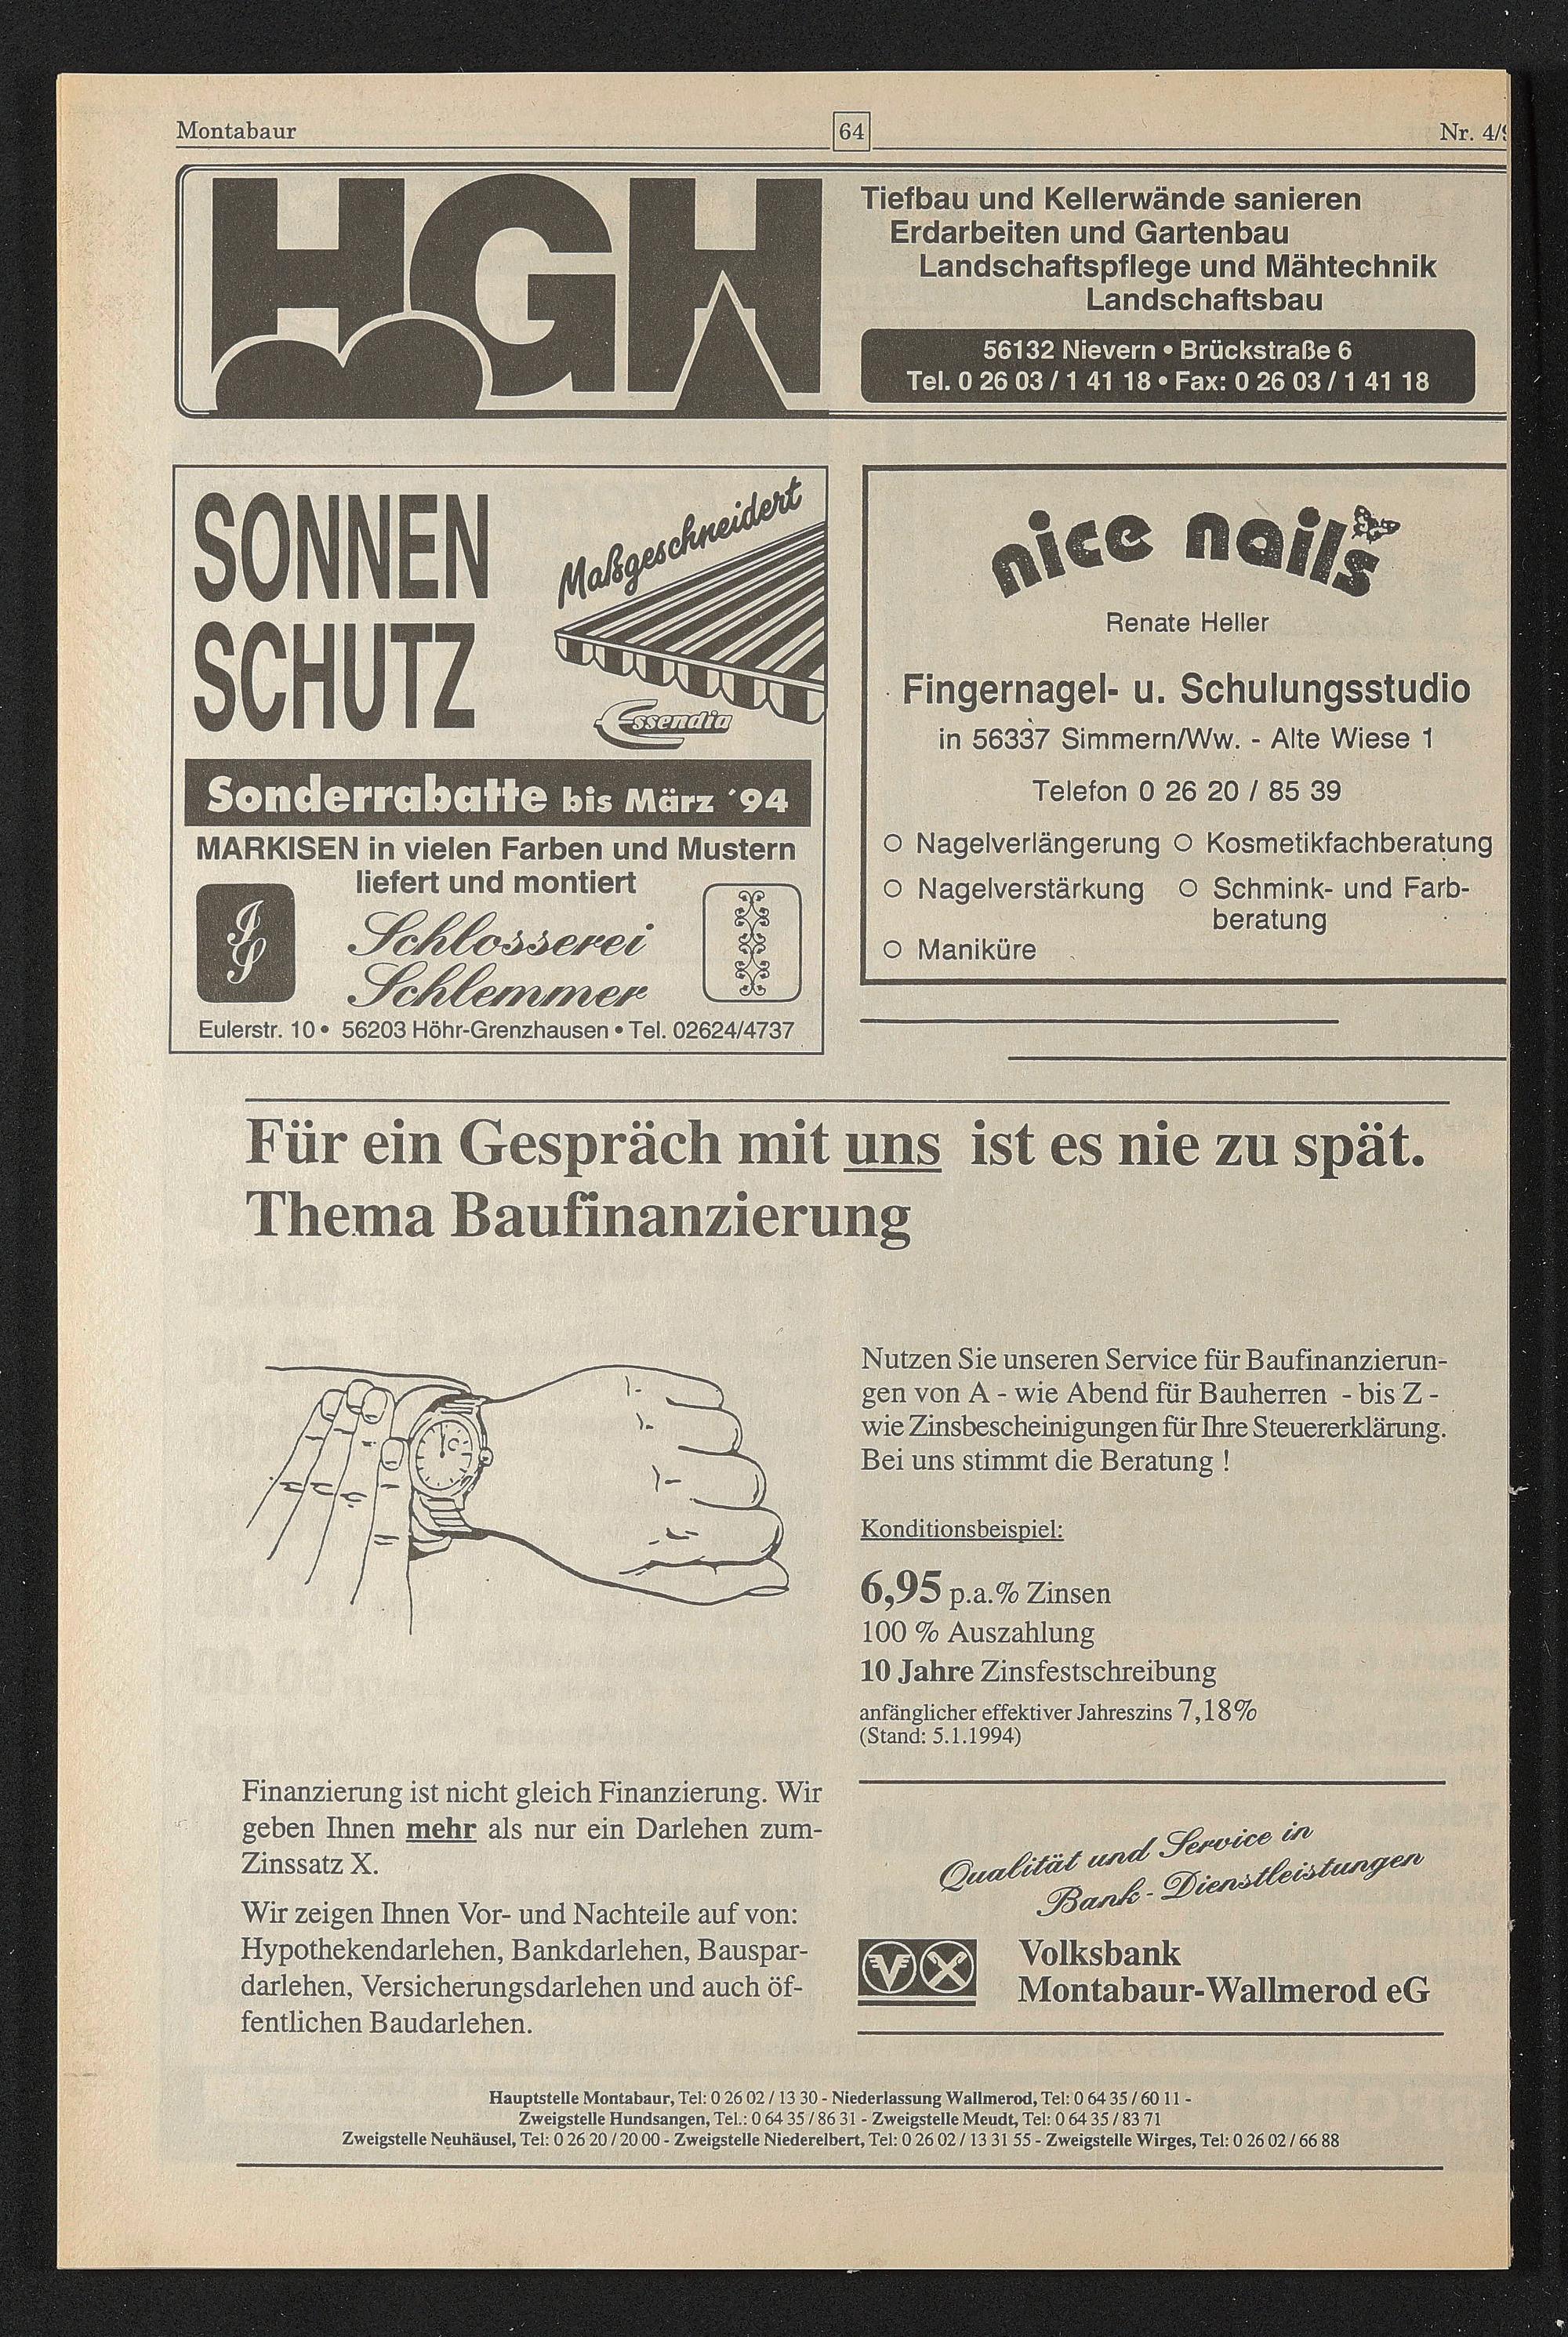 Montabaur
64
Nr. 4/
HGH
Tiefbau und Kellerwände sanieren
Erdarbeiten und Gartenbau
Landschaftspflege und Mähtechnik
Landschaftsbau
56132 Nievern • Brückstraße 6
Tel. 0 26 03 / 1 41 18 • Fax: 0 26 03 / 1 41 18
SONNEN
SCHUTZ
Maßgeschneidert
Essendia
Sonderrabatte bis März ´94
MARKISEN in vielen Farben und Mustern
liefert und montiert
Schlosserei
Schlemmer
Eulerstr. 10 • 56203 Höhr-Grenzhausen • Tel. 02624/4737
nice nails
Renate Heller
Fingernagel- u. Schulungsstudio
in 56337 Simmern/Ww. - Alte Wiese 1
Telefon 0 26 20 / 85 39
○ Nagelverlängerung ○ Kosmetikfachberatung
○ Nagelverstärkung ○ Schmink- und Farb-
beratung
○ Maniküre
Für ein Gespräch mit uns ist es nie zu spät.
Thema Baufinanzierung
Nutzen Sie unseren Service für Baufinanzierun-
gen von A - wie Abend für Bauherren - bis Z -
wie Zinsbescheinigungen für Ihre Steuererklärung.
Bei uns stimmt die Beratung !
Konditionsbeispiel:
6,95 p.a.% Zinsen
100 % Auszahlung
10 Jahre Zinsfestschreibung
anfänglicher effektiver Jahreszins 7,18%
(Stand: 5.1.1994)
Finanzierung ist nicht gleich Finanzierung. Wir
geben Ihnen mehr als nur ein Darlehen zum-
Zinssatz X.
Wir zeigen Ihnen Vor- und Nachteile auf von:
Hypothekendarlehen, Bankdarlehen, Bauspar-
darlehen, Versicherungsdarlehen und auch öf-
fentlichen Baudarlehen.
Qualität und Service in
Bank - Dienstleistungen
Volksbank
Montabaur-Wallmerod eG
Hauptstelle Montabaur, Tel: 0 26 02 / 13 30 - Niederlassung Wallmerod, Tel: 0 64 35 / 60 11 -
Zweigstelle Hundsangen, Tel.: 0 64 35 / 86 31 - Zweigstelle Meudt, Tel: 0 64 35 / 83 71
Zweigstelle Neuhäusel, Tel: 0 26 20 / 20 00 - Zweigstelle Niederelbert, Tel: 0 26 02 / 13 31 55 - Zweigstelle Wirges, Tel: 0 26 02 / 66 88